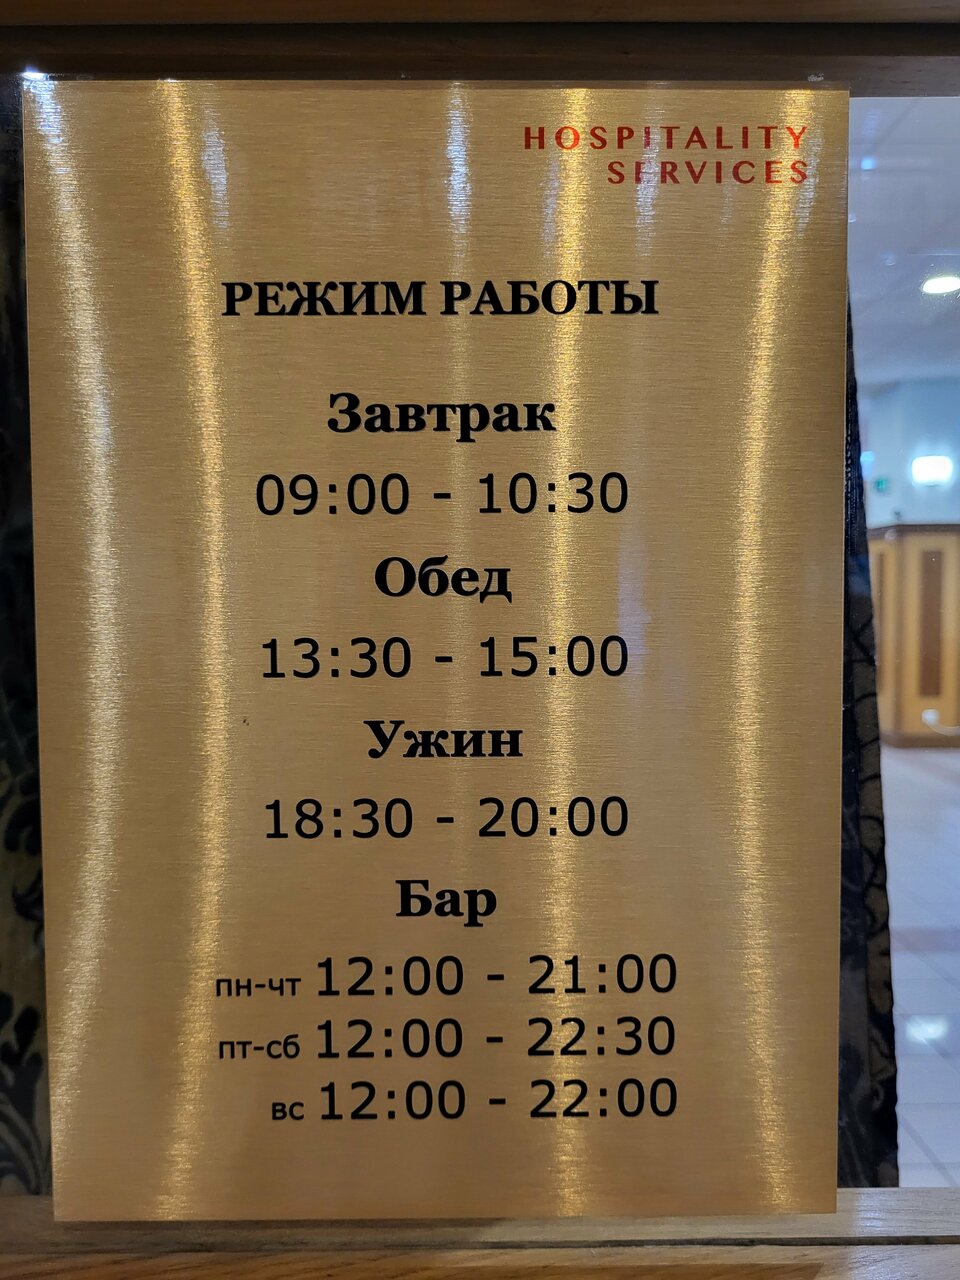 HOSPITALITY
SERVICES
РЕЖИМ РАБОТЫ
Завтрак
09:00 - 10:30
Обед
13:30 - 15:00
Ужин
18:30 - 20:00
Бар
пн-чт 12:00 - 21:00
пт-сб 12:00 - 22:30
вс 12:00 - 22:00